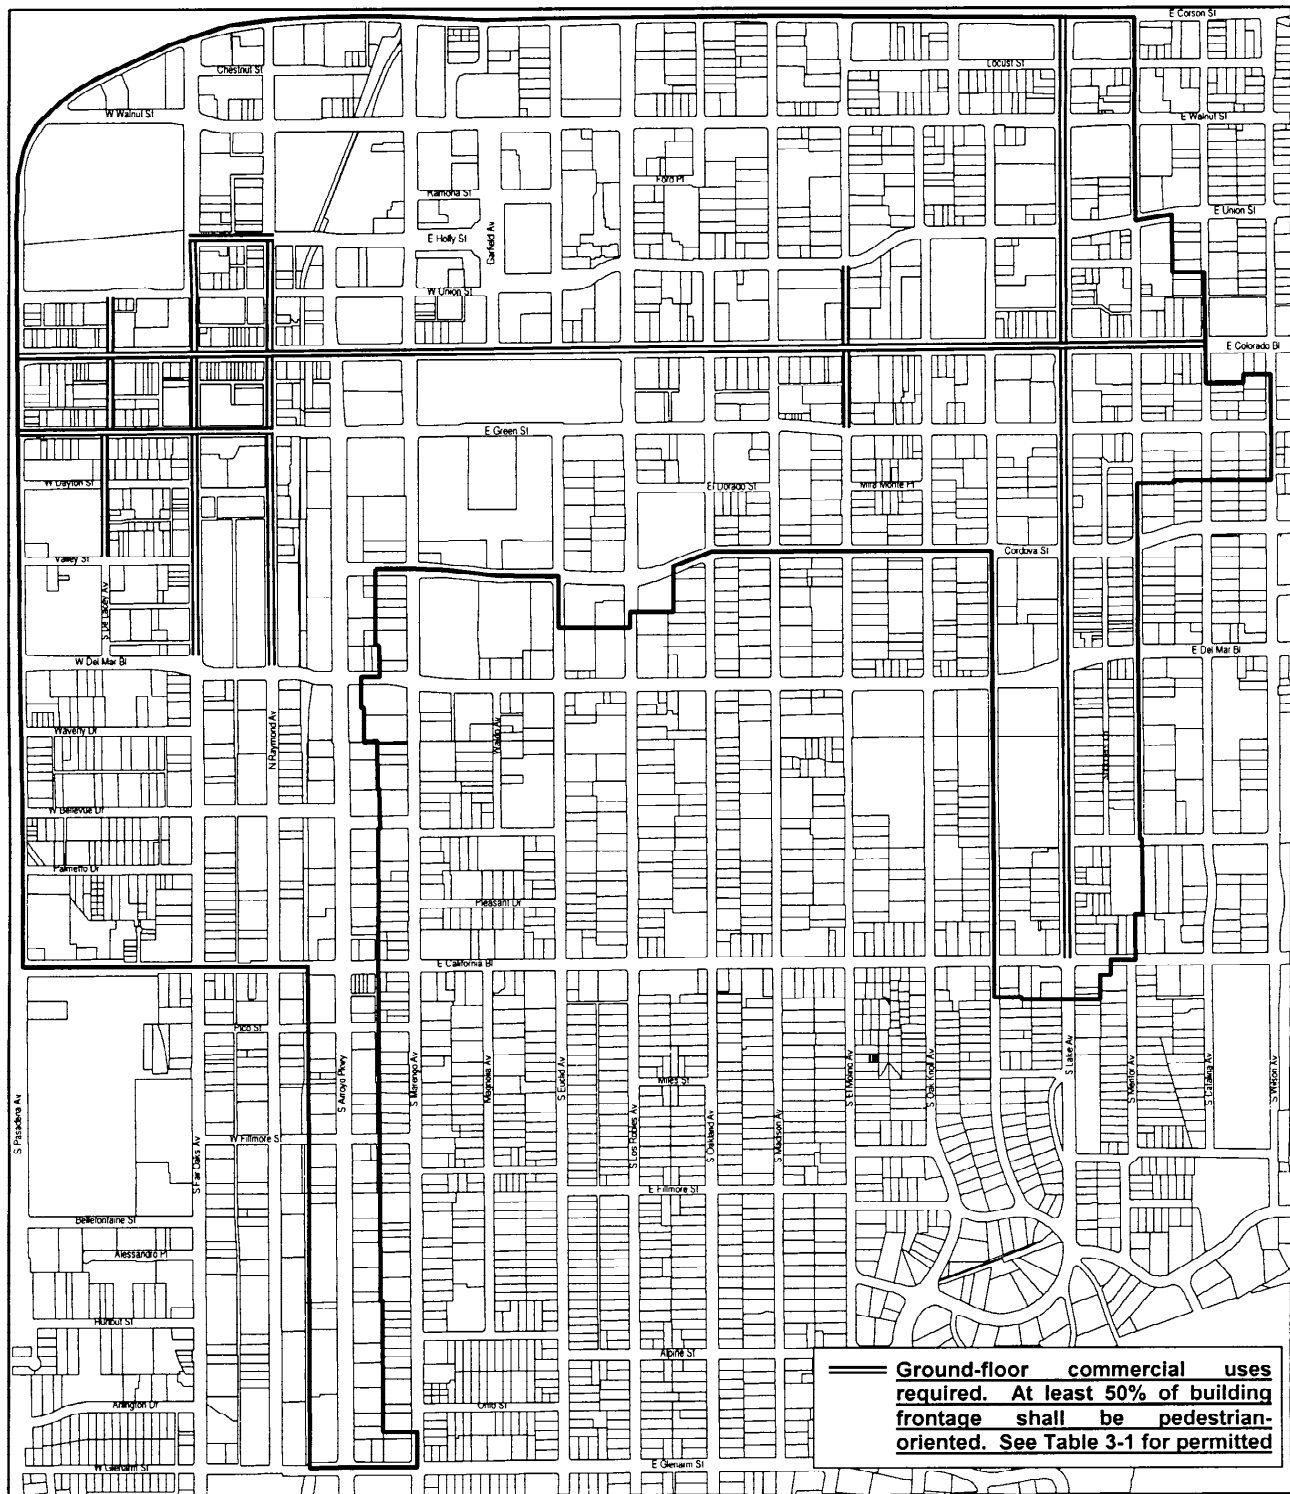 E Corson St
Locust St
Chestnut St
W Walnut St
E Walnut St
Ford Pl
Ramona St
E Union St
Garfield Av
E Holly St
W Union St
E Colorado Bl
E Green St
W Dayton St
El Dorado St
Mira Monte Pl
Cordova St
Valley St
S De Lacey Av
E Del Mar Bl
W Del Mar Bl
N Raymond Av
Waverly Dr
W Bellevue Dr
Palmetto Dr
Pleasant Dr
E California Bl
Pico St
S Pasadena Av
S Fair Oaks Av
S Arroyo Pkwy
S Marengo Av
Magnolia Av
S Euclid Av
S Los Robles Av
Miles St
S Oakland Av
S Madison Av
S El Molino Av
S Oak Knoll Av
S Lake Av
S Mentor Av
S Catalina Av
S Wilson Av
W Fillmore St
E Fillmore St
Bellefontaine St
Alessandro Pl
Hurlbut St
Alpine St
Arlington Dr
Ohio St
W Glenarm St
E Glenarm St
Ground-floor commercial uses
required. At least 50% of building
frontage shall be pedestrian-
oriented. See Table 3-1 for permitted